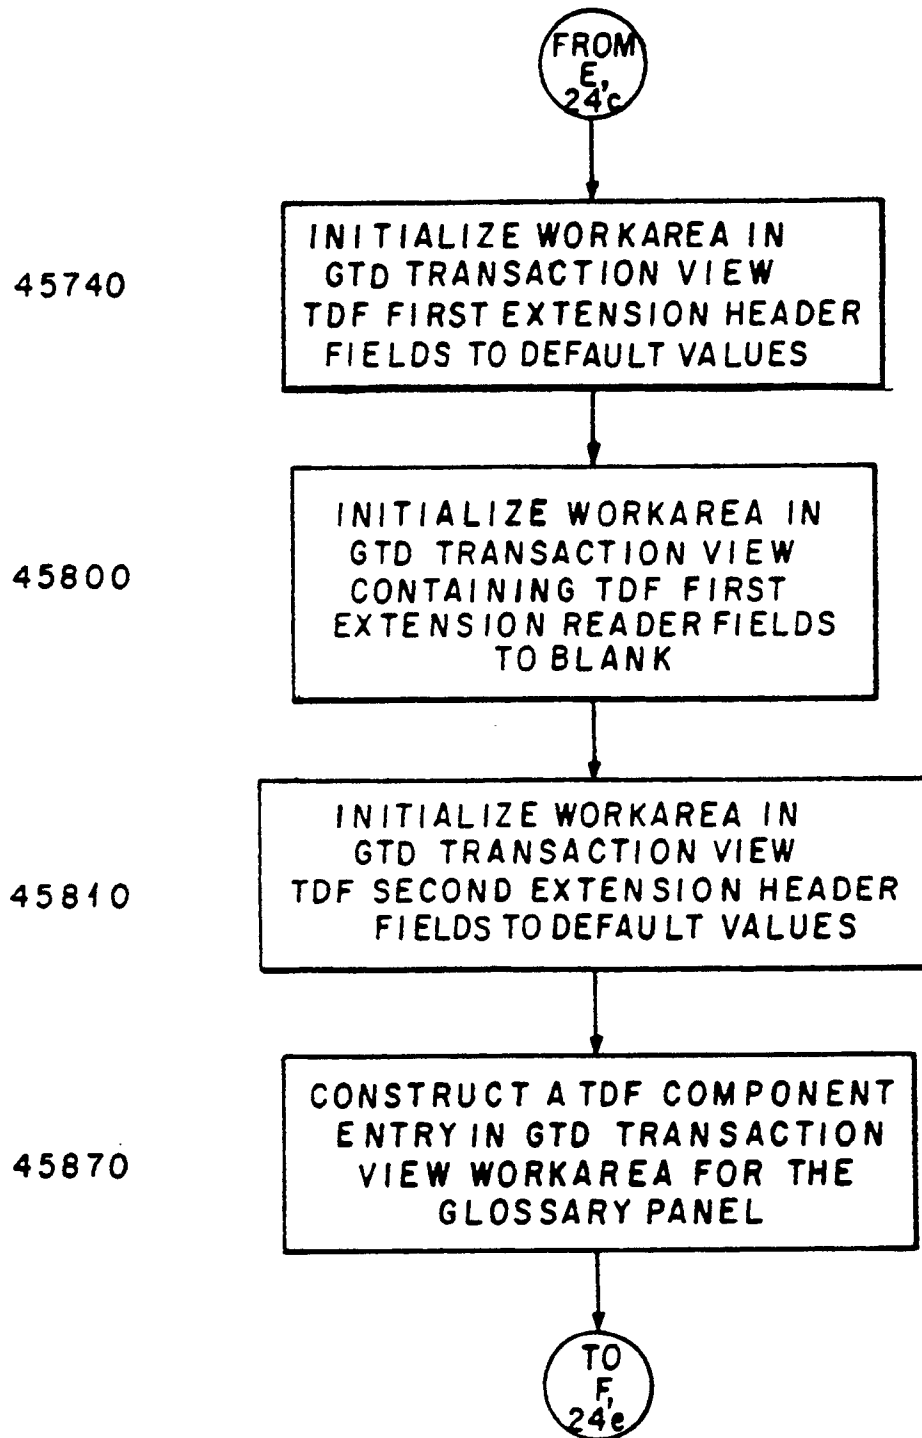 FROM
E,
24'c
45740
INITIALIZE WORKAREA IN
GTD TRANSACTION VIEW
TDF FIRST EXTENSION HEADER
FIELDS TO DEFAULT VALUES
45800
INITIALIZE WORKAREA IN
GTD TRANSACTION VIEW
CONTAINING TDF FIRST
EXTENSION READER FIELDS
TO BLANK
45810
INITIALIZE WORKAREA IN
GTD TRANSACTION VIEW
TDF SECOND EXTENSION HEADER
FIELDS TO DEFAULT VALUES
45870
CONSTRUCT A TDF COMPONENT
ENTRY IN GTD TRANSACTION
VIEW WORKAREA FOR THE
GLOSSARY PANEL
TO
F,
24'e